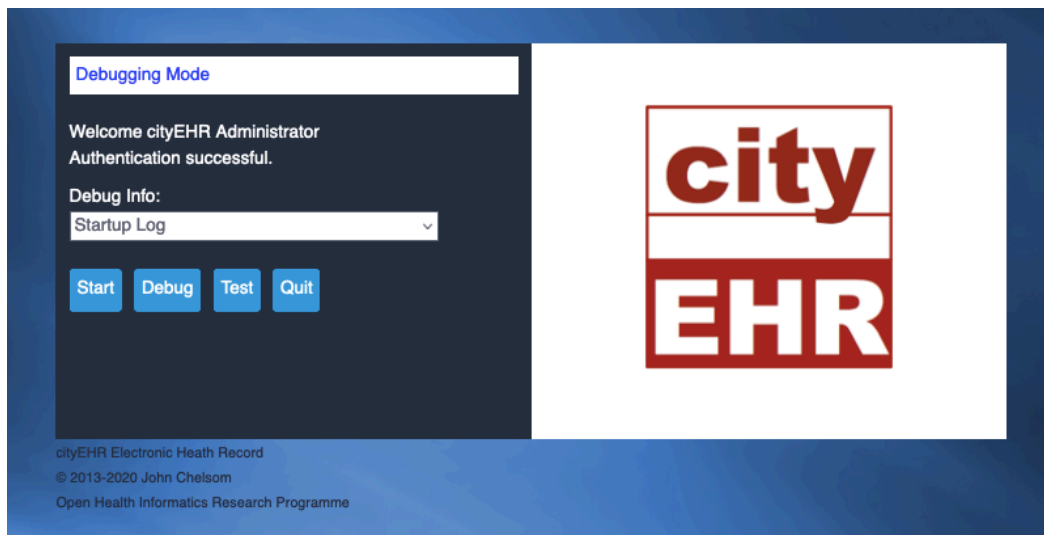 Debugging Mode
Welcome cityEHR Administrator
Authentication successful.
Debug Info:
Startup Log
Start Debug Test Quit
city
EHR
cityEHR Electronic Heath Record
© 2013-2020 John Chelsom
Open Health Informatics Research Programme